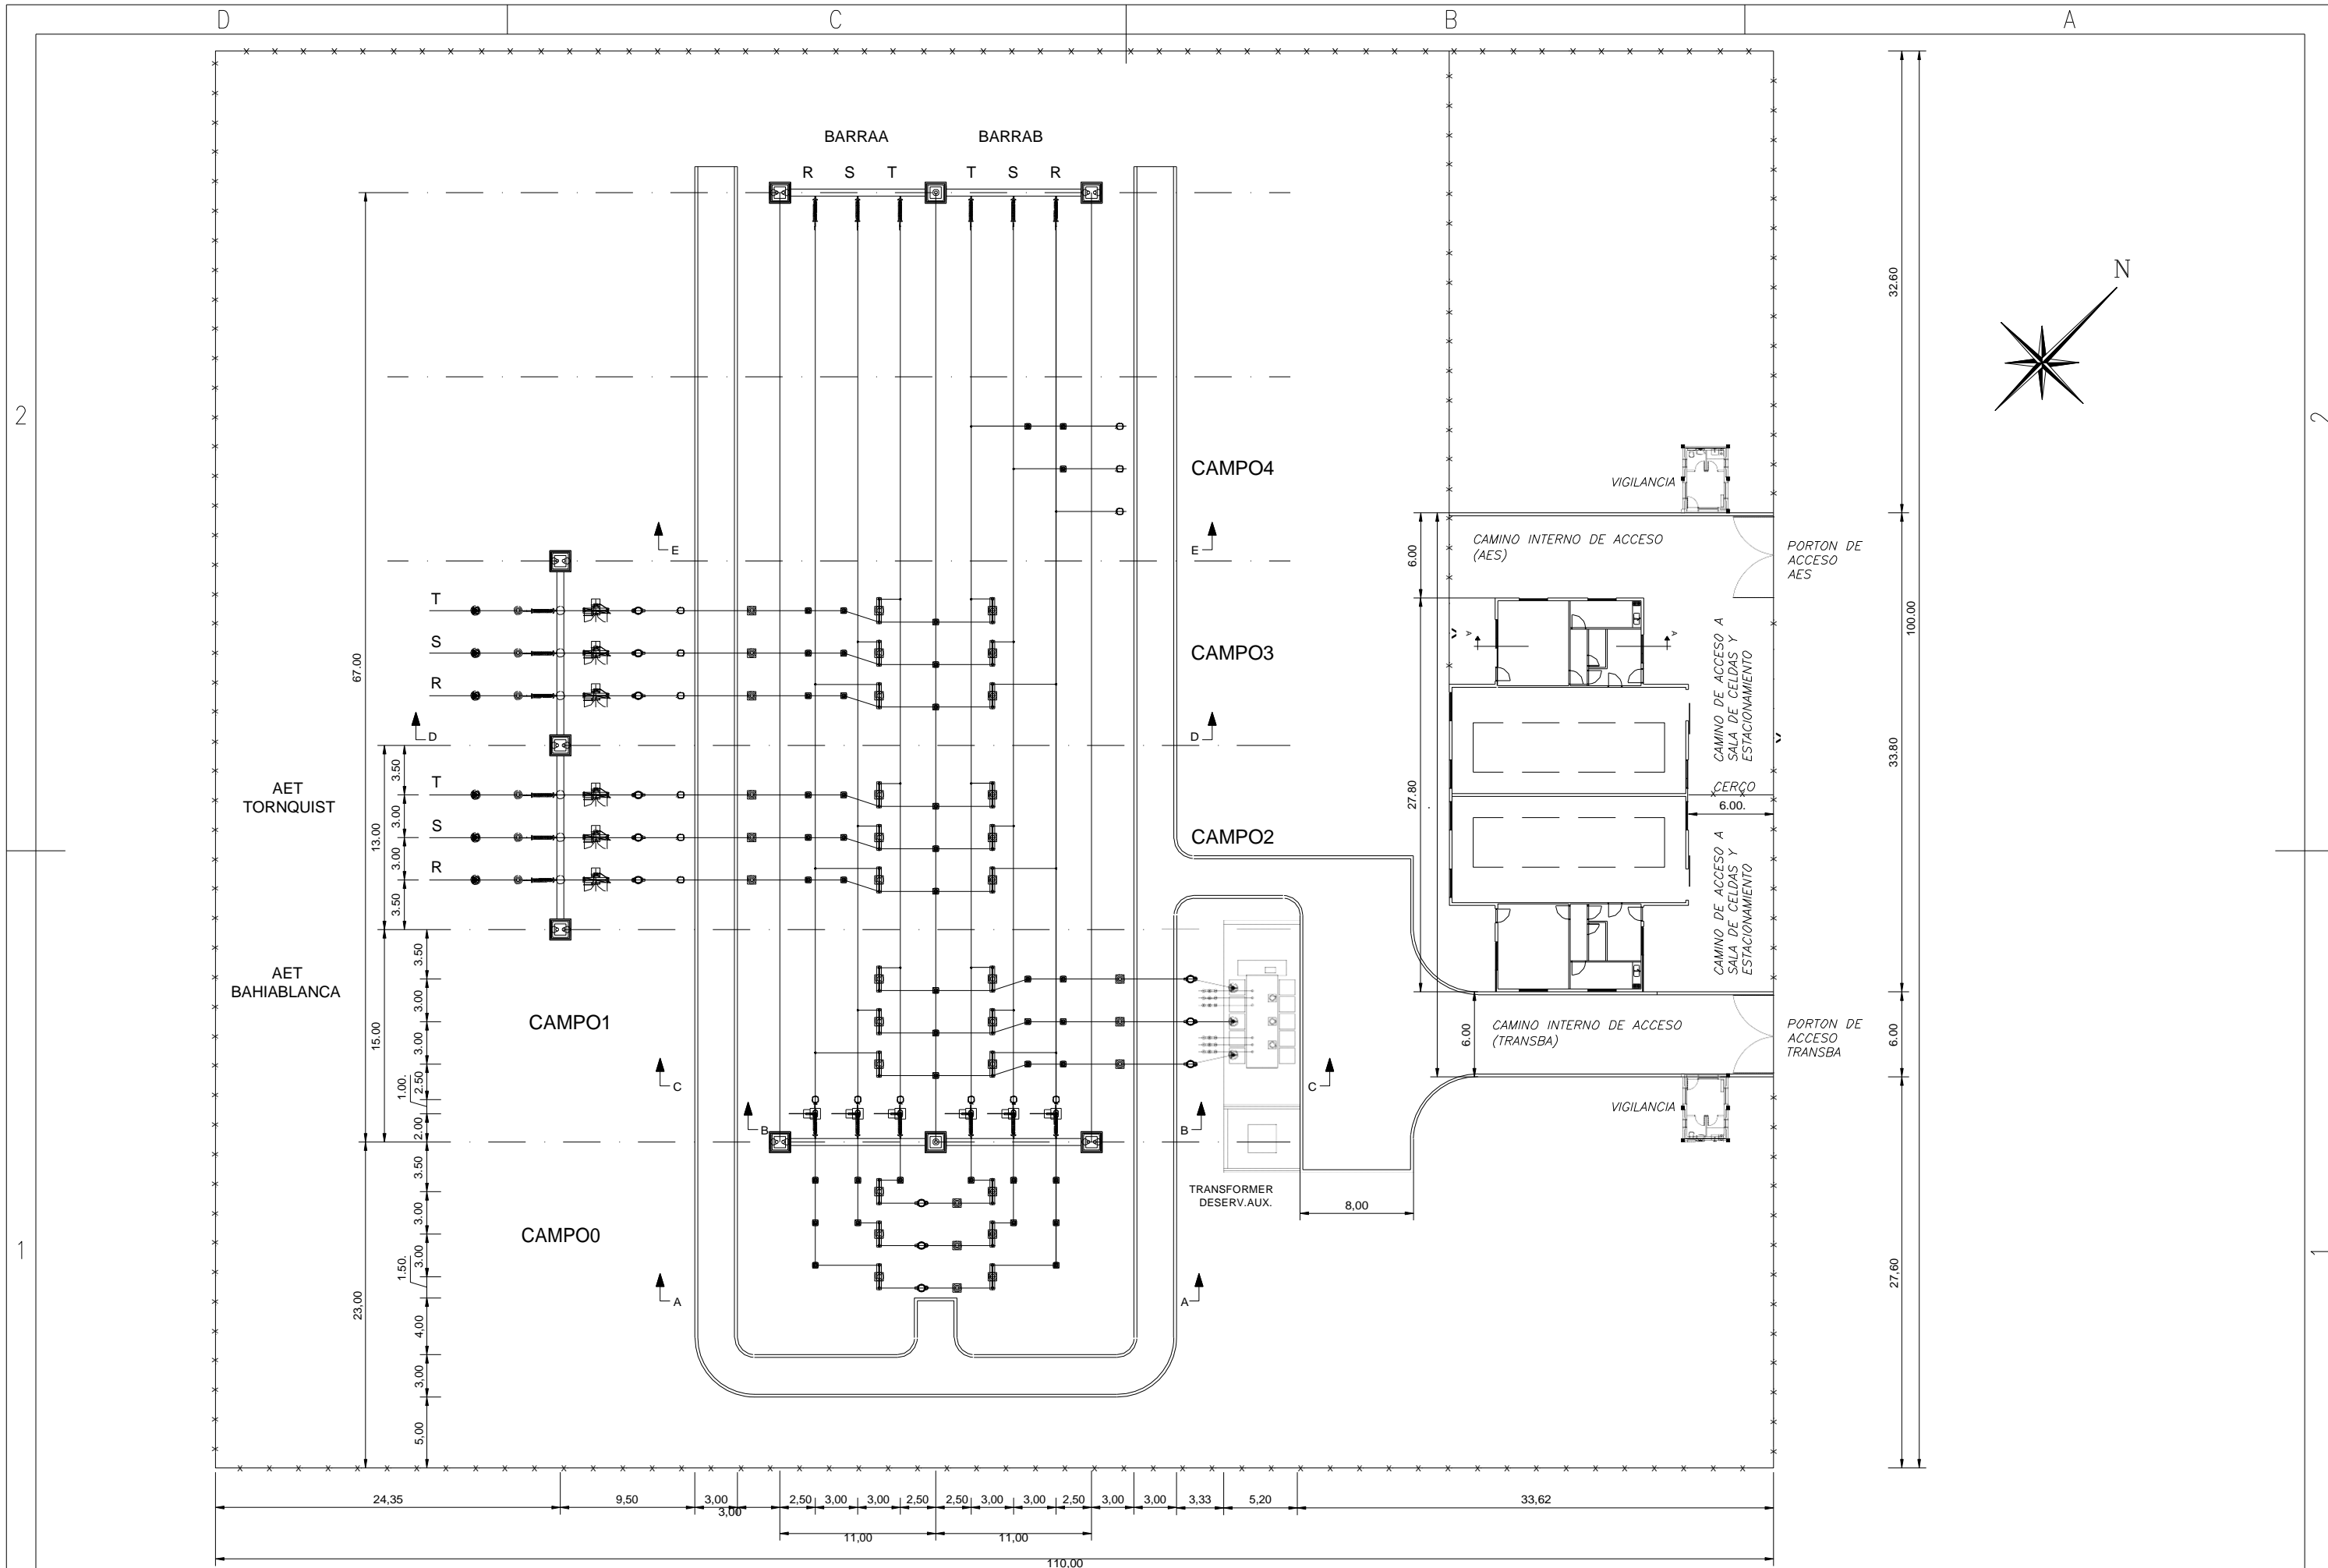 D
C
B
A
BARRAA
BARRAB
R
S
T
T
S
R
N
32.60
2
2
CAMPO4
VIGILANCIA
E
E
6.00
CAMINO INTERNO DE ACCESO
(AES)
PORTON DE
ACCESO
AES
100.00
T
S
R
67.00
CAMPO3
A
A
CAMINO DE ACCESO A
SALA DE CELDAS Y
ESTACIONAMIENTO
D
D
33.80
27.80
CERCO
6.00.
AET
TORNQUIST
T
S
R
13.00
3.50
3.00
3.00
3.50
CAMPO2
CAMINO DE ACCESO A
SALA DE CELDAS Y
ESTACIONAMIENTO
AET
BAHIABLANCA
CAMPO1
15.00
3.50
3.00
3.00
2.50
1.00.
2.00
C
C
B
B
6.00
CAMINO INTERNO DE ACCESO
(TRANSBA)
PORTON DE
ACCESO
TRANSBA
6.00
VIGILANCIA
TRANSFORMER
DESERV.AUX.
8,00
CAMPO0
3.50
3.00
3.00
1.50.
4,00
3,00
5,00
23,00
A
A
27,60
1
1
24,35
9,50
3,00
3,00
2,50
3,00
3,00
2,50
2,50
3,00
3,00
2,50
3,00
3,00
3,33
5,20
33,62
11,00
11,00
110,00